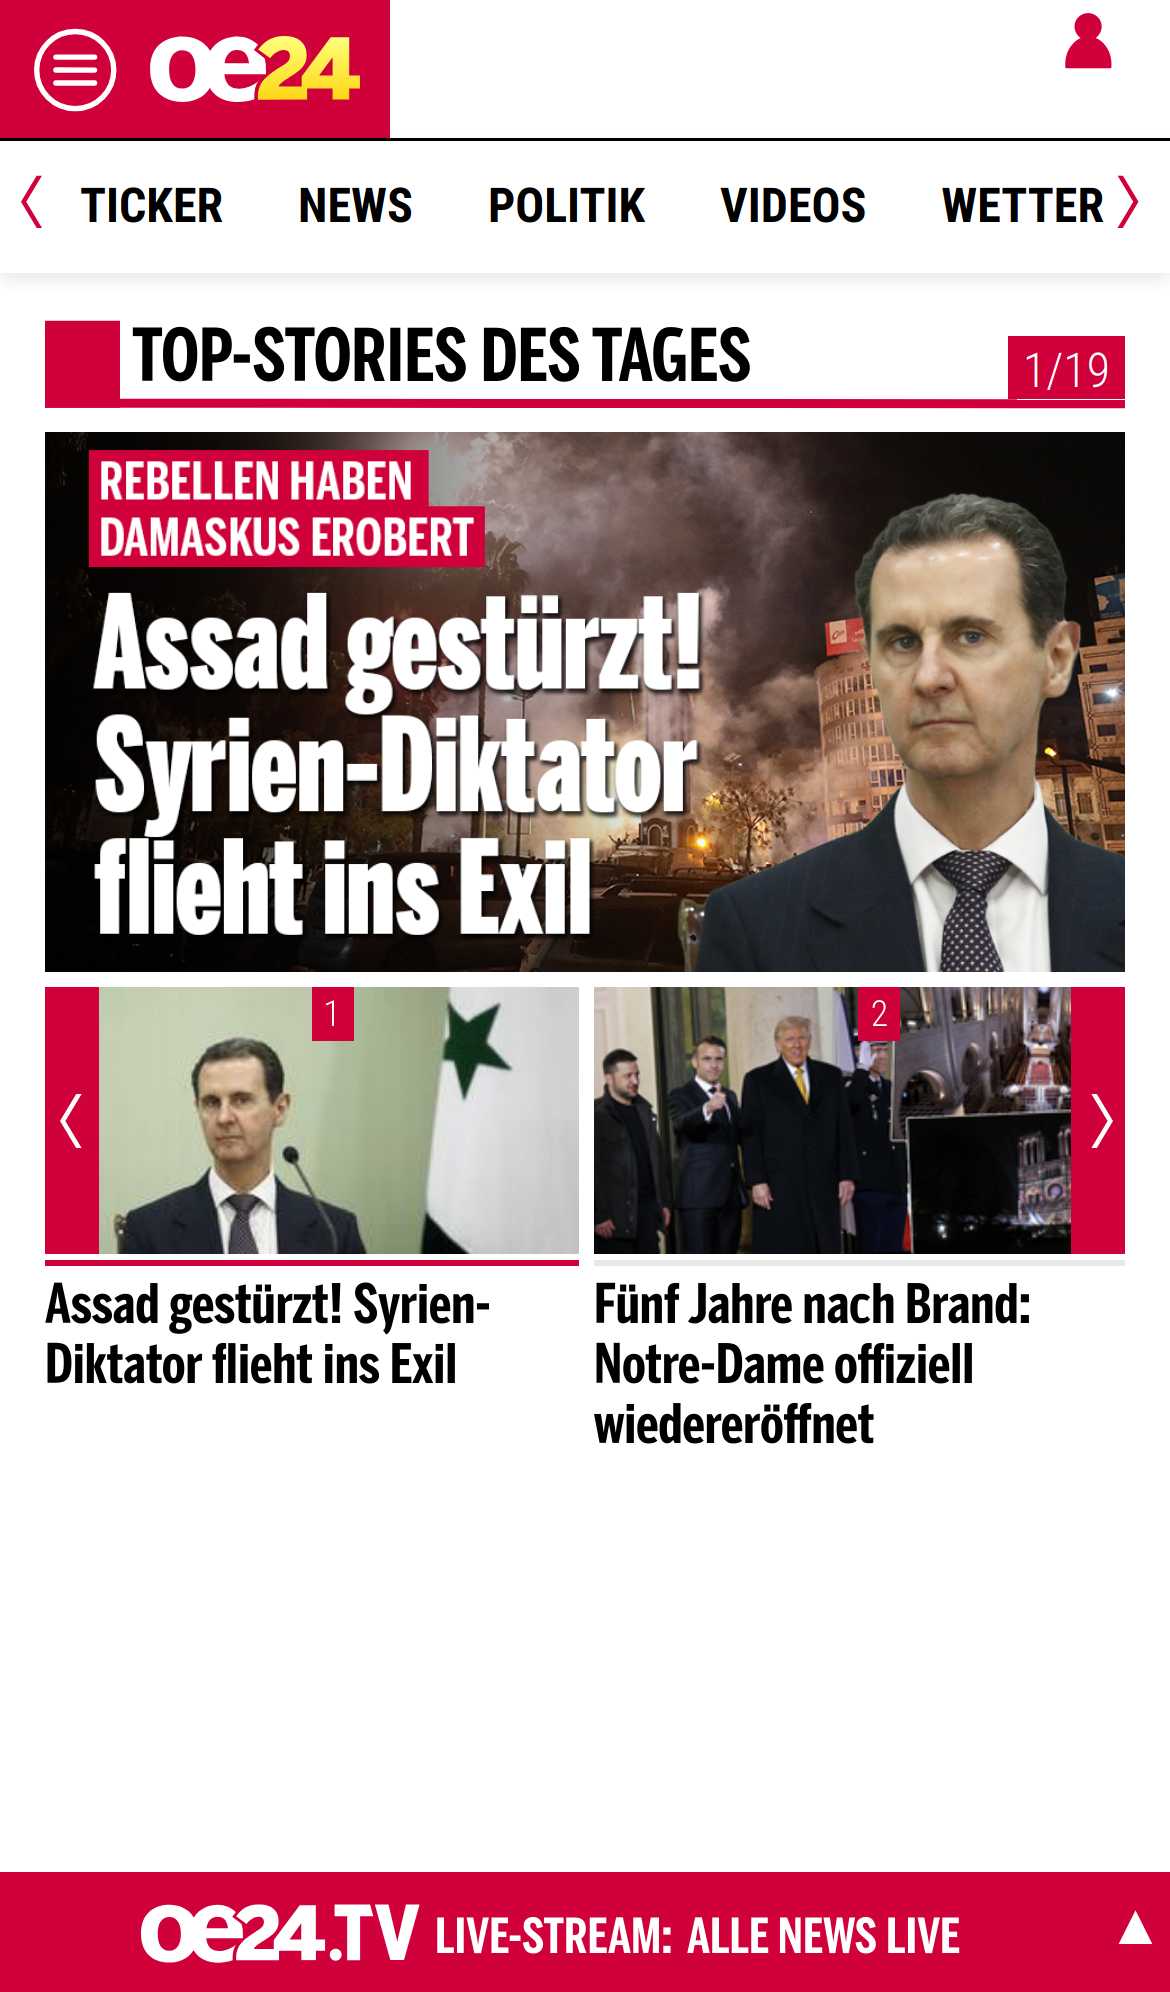 oe24
TICKER NEWS POLITIK VIDEOS WETTER
TOP-STORIES DES TAGES
1/19
REBELLEN HABEN
DAMASKUS EROBERT
Assad gestürzt!
Syrien-Diktator
flieht ins Exil
1
2
Assad gestürzt! Syrien-
Diktator flieht ins Exil
Fünf Jahre nach Brand:
Notre-Dame offiziell
wiedereröffnet
oe24.TV LIVE-STREAM: ALLE NEWS LIVE